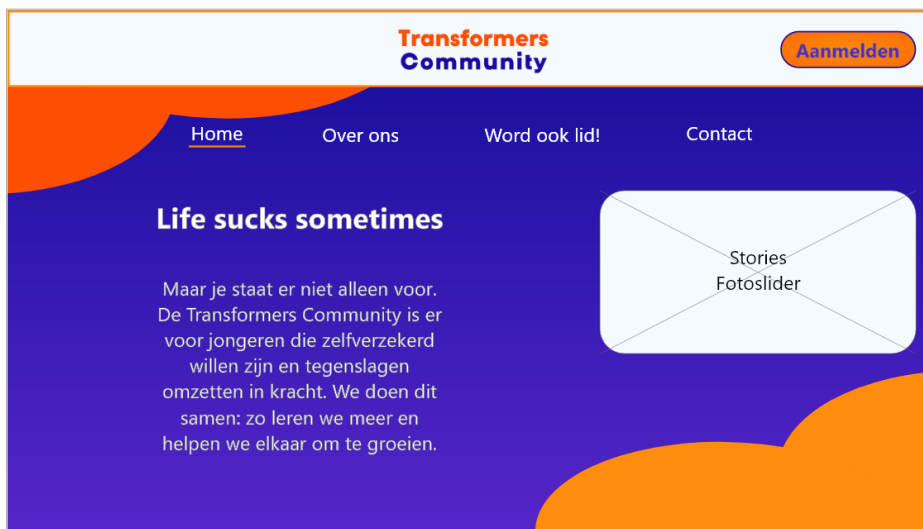 Transformers
Community
Aanmelden
Home
Over ons
Word ook lid!
Contact
Life sucks sometimes
Maar je staat er niet alleen voor.
De Transformers Community is er
voor jongeren die zelfverzekerd
willen zijn en tegenslagen
omzetten in kracht. We doen dit
samen: zo leren we meer en
helpen we elkaar om te groeien.
Stories
Fotoslider